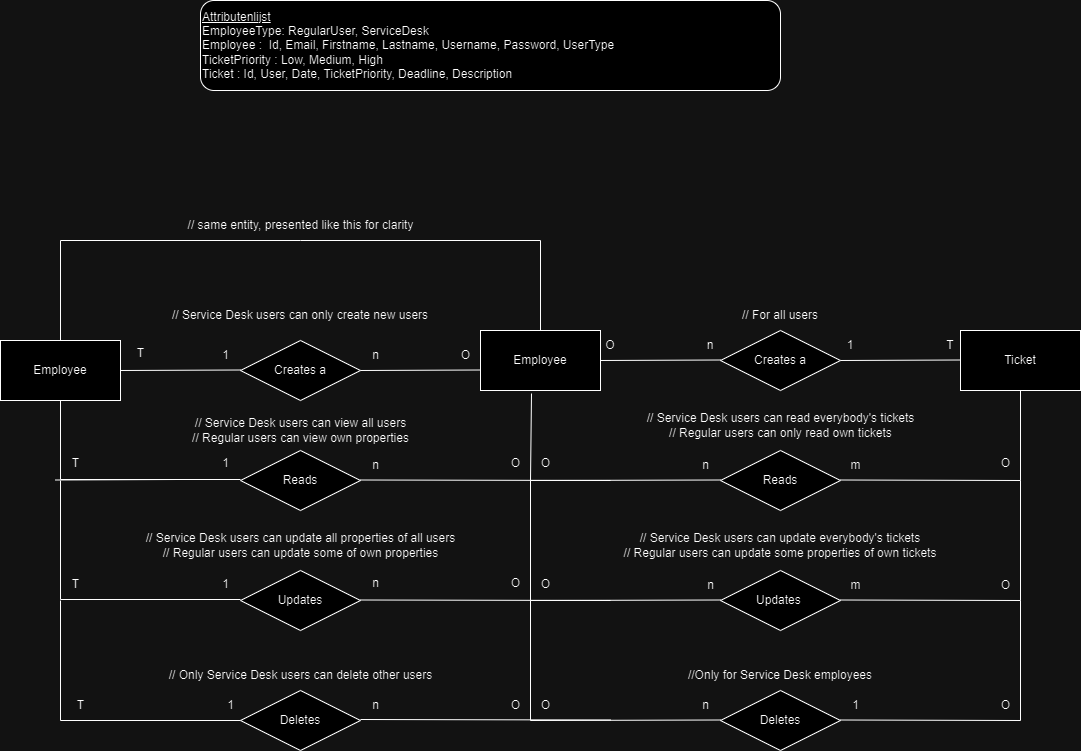 Attributenlijst
EmployeeType: RegularUser, ServiceDesk
Employee : Id, Email, Firstname, Lastname, Username, Password, UserType
TicketPriority : Low, Medium, High
Ticket : Id, User, Date, TicketPriority, Deadline, Description
// same entity, presented like this for clarity
// Service Desk users can only create new users
// For all users
Employee
T
1
Creates a
n
O
Employee
O
n
Creates a
1
T
Ticket
// Service Desk users can view all users
// Regular users can view own properties
// Service Desk users can read everybody's tickets
// Regular users can only read own tickets
T
1
Reads
n
O
O
n
Reads
m
O
// Service Desk users can update all properties of all users
// Regular users can update some of own properties
// Service Desk users can update everybody's tickets
// Regular users can update some properties of own tickets
T
1
Updates
n
O
O
n
Updates
m
O
// Only Service Desk users can delete other users
//Only for Service Desk employees
T
1
Deletes
n
O
O
n
Deletes
1
O